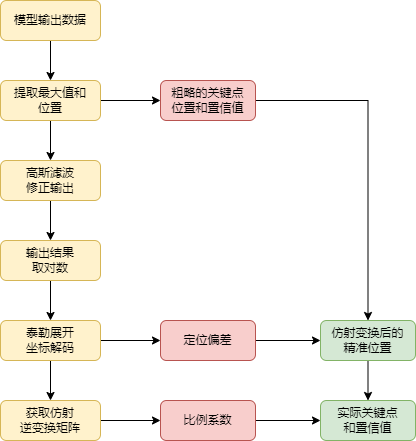 模型输出数据
提取最大值和
位置
粗略的关键点
位置和置信值
高斯滤波
修正输出
输出结果
取对数
泰勒展开
坐标解码
定位偏差
仿射变换后的
精准位置
获取仿射
逆变换矩阵
比例系数
实际关键点
和置信值